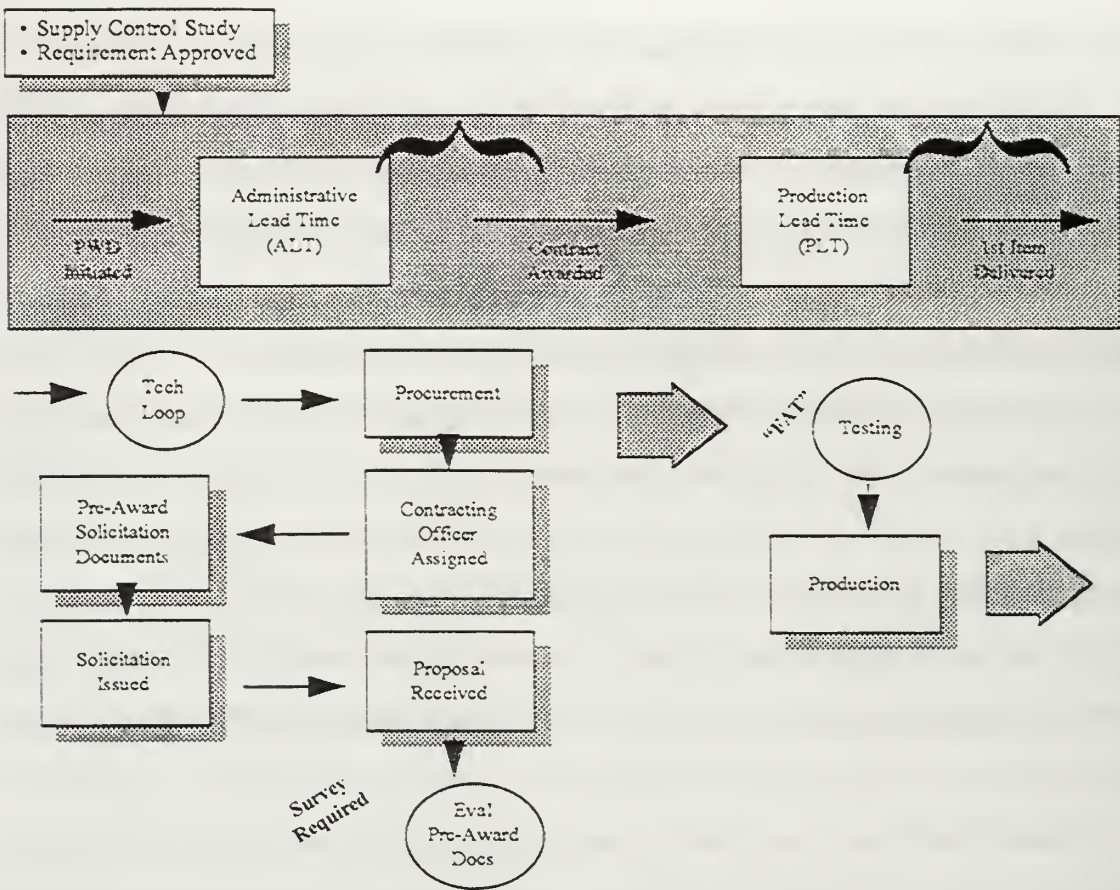 • Supply Control Study
• Requirement Approved
PWD
Initiated
Administrative
Lead Time
(ALT)
Contract
Awarded
Production
Lead Time
(PLT)
1st Item
Delivered
Tech
Loop
Procurement
"FAT"
Testing
Pre-Award
Solicitation
Documents
Contracting
Officer
Assigned
Production
Solicitation
Issued
Proposal
Received
Survey
Required
Eval
Pre-Award
Docs